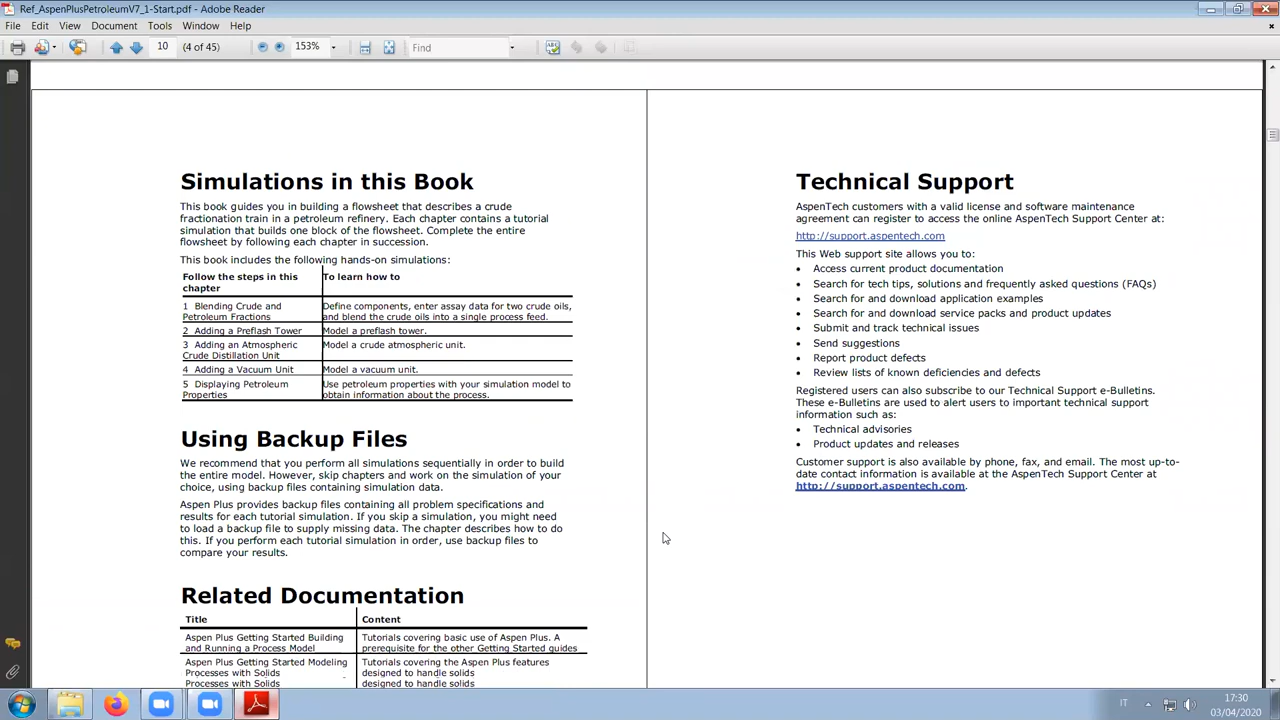 Ref_AspenPlusPetroleumV7_1-Start.pdf - Adobe Reader
File Edit View Document Tools Window Help
10 (4 of 45) 153% Find
Simulations in this Book
This book guides you in building a flowsheet that describes a crude
fractionation train in a petroleum refinery. Each chapter contains a tutorial
simulation that builds one block of the flowsheet. Complete the entire
flowsheet by following each chapter in succession.
This book includes the following hands-on simulations:
Follow the steps in this To learn how to
chapter
1 Blending Crude and Define components, enter assay data for two crude oils,
Petroleum Fractions and blend the crude oils into a single process feed.
2 Adding a Preflash Tower Model a preflash tower.
3 Adding an Atmospheric Model a crude atmospheric unit.
Crude Distillation Unit
4 Adding a Vacuum Unit Model a vacuum unit.
5 Displaying Petroleum Use petroleum properties with your simulation model to
Properties obtain information about the process.
Using Backup Files
We recommend that you perform all simulations sequentially in order to build
the entire model. However, skip chapters and work on the simulation of your
choice, using backup files containing simulation data.
Aspen Plus provides backup files containing all problem specifications and
results for each tutorial simulation. If you skip a simulation, you might need
to load a backup file to supply missing data. The chapter describes how to do
this. If you perform each tutorial simulation in order, use backup files to
compare your results.
Related Documentation
Title Content
Aspen Plus Getting Started Building Tutorials covering basic use of Aspen Plus. A
and Running a Process Model prerequisite for the other Getting Started guides
Aspen Plus Getting Started Modeling Tutorials covering the Aspen Plus features
Processes with Solids designed to handle solids
Processes with Solids designed to handle solids
Technical Support
AspenTech customers with a valid license and software maintenance
agreement can register to access the online AspenTech Support Center at:
http://support.aspentech.com
This Web support site allows you to:
• Access current product documentation
• Search for tech tips, solutions and frequently asked questions (FAQs)
• Search for and download application examples
• Search for and download service packs and product updates
• Submit and track technical issues
• Send suggestions
• Report product defects
• Review lists of known deficiencies and defects
Registered users can also subscribe to our Technical Support e-Bulletins.
These e-Bulletins are used to alert users to important technical support
information such as:
• Technical advisories
• Product updates and releases
Customer support is also available by phone, fax, and email. The most up-to-
date contact information is available at the AspenTech Support Center at
http://support.aspentech.com.
IT
17:30
03/04/2020